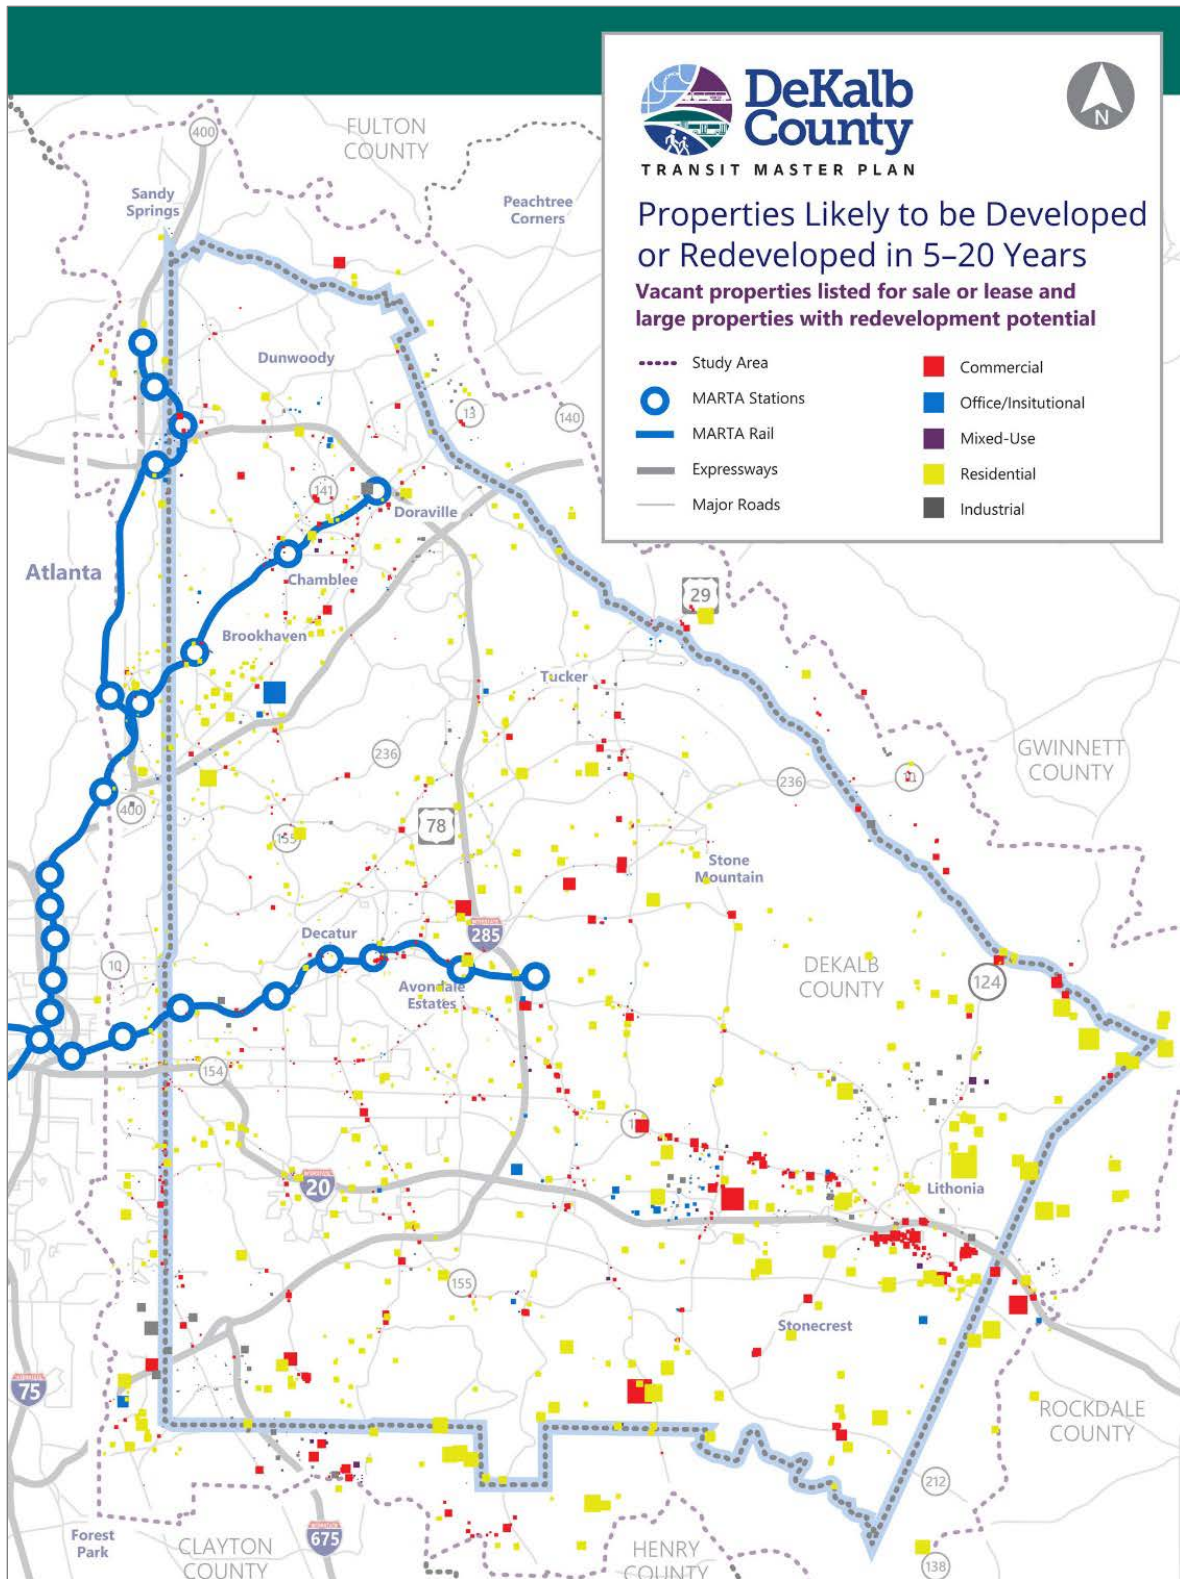 DeKalb
County
TRANSIT MASTER PLAN
N
Properties Likely to be Developed
or Redeveloped in 5–20 Years
Vacant properties listed for sale or lease and
large properties with redevelopment potential
Study Area
MARTA Stations
MARTA Rail
Expressways
Major Roads
Commercial
Office/Insitutional
Mixed-Use
Residential
Industrial
400
FULTON
COUNTY
Sandy
Springs
Peachtree
Corners
Dunwoody
13
140
141
Doraville
Atlanta
Chamblee
29
Brookhaven
Tucker
236
GWINNETT
COUNTY
236
400
78
155
Stone
Mountain
Decatur
285
10
DEKALB
COUNTY
124
Avondale
Estates
154
20
Lithonia
155
Stonecrest
75
ROCKDALE
COUNTY
212
Forest
Park
675
CLAYTON
COUNTY
HENRY
COUNTY
138